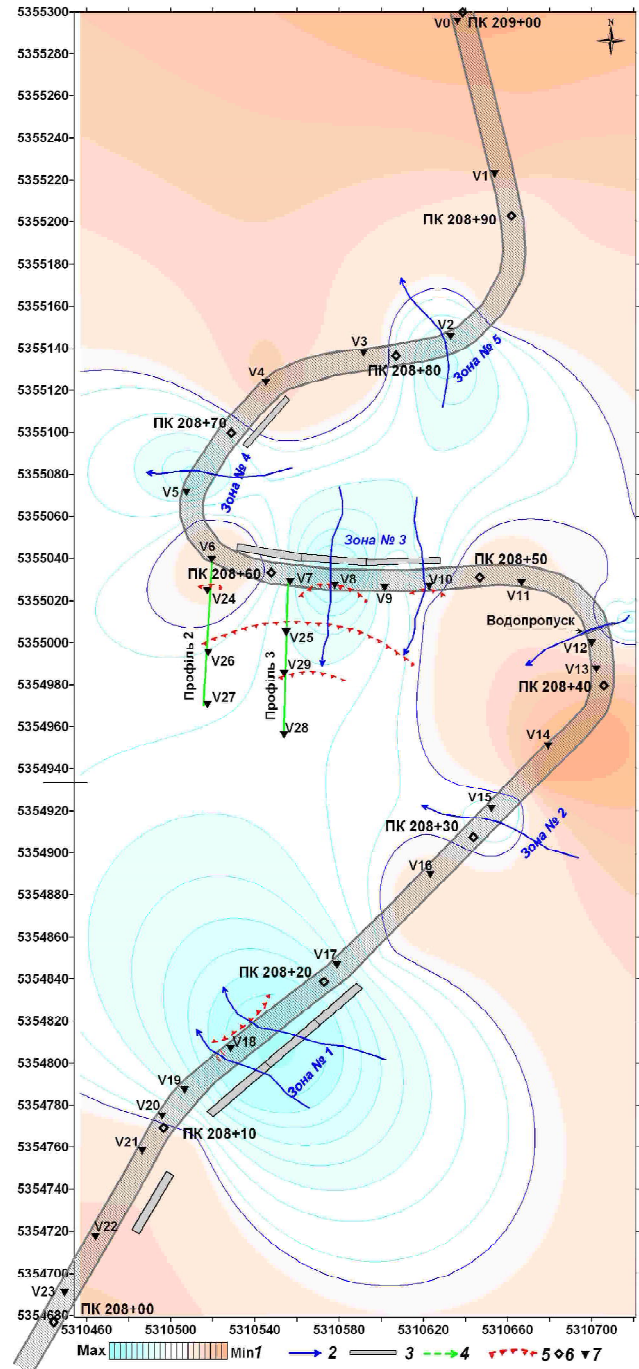 5355300
V0
ПК 209+00
N
5355280
5355260
5355240
5355220
V1
5355200
ПК 208+90
5355180
5355160
V2
5355140
V3
ПК 208+80
Зона № 5
5355120
V4
5355100
ПК 208+70
5355080
V5
Зона № 4
5355060
5355040
V6
Зона № 3
ПК 208+50
5355020
ПК 208+60
V7
V8
V9
V10
V11
V24
Водопропуск
5355000
V25
V12
V26
V13
5354980
Профіль 2
Профіль 3
V29
ПК 208+40
V27
5354960
V28
V14
5354940
5354920
V15
ПК 208+30
Зона № 2
5354900
V16
5354880
5354860
V17
5354840
ПК 208+20
5354820
V18
5354800
Зона № 1
V19
5354780
V20
ПК 208+10
5354760
V21
5354740
5354720
V22
5354700
V23
ПК 208+00
5354680
5310460 5310500 5310540 5310580 5310620 5310660 5310700
Max Min 1 2 3 4 5 6 7